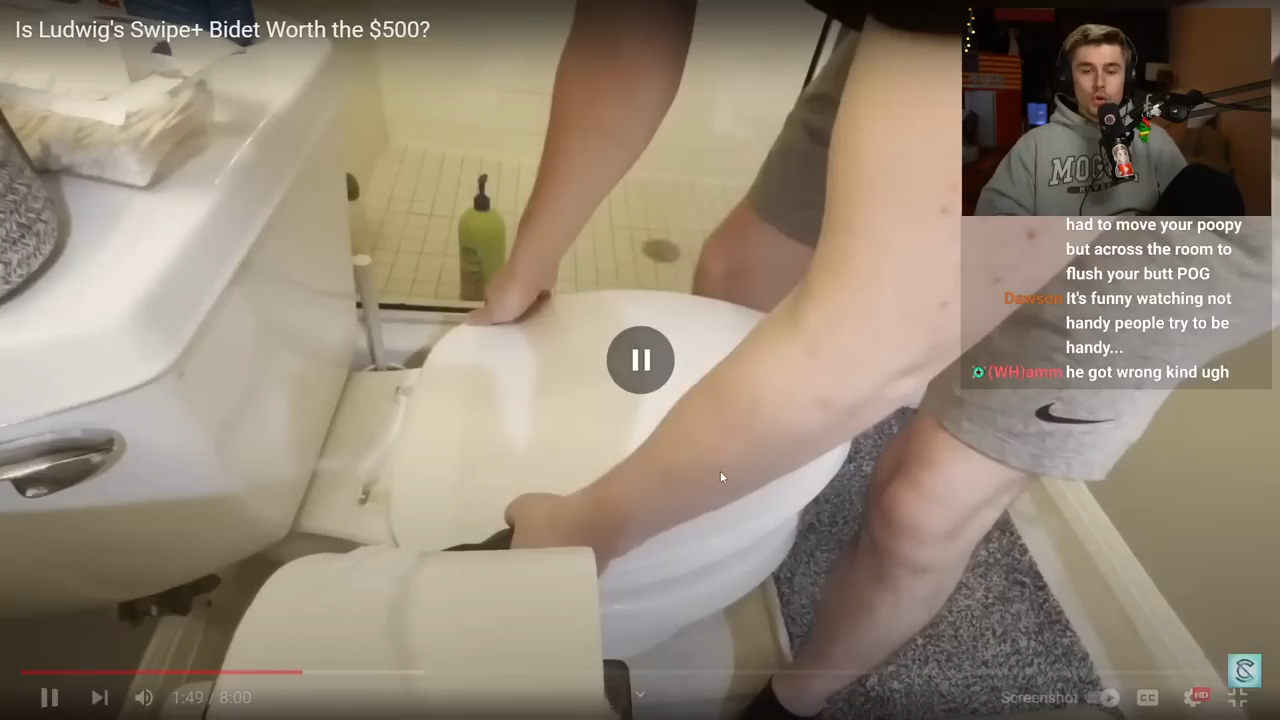 Is Ludwig's Swipe+ Bidet Worth the $500?
had to move your poopy
but across the room to
flush your butt POG
Dawson It's funny watching not
handy people try to be
handy...
(WH)amm he got wrong kind ugh
1:49 / 8:00
Screenshot
CC
HD